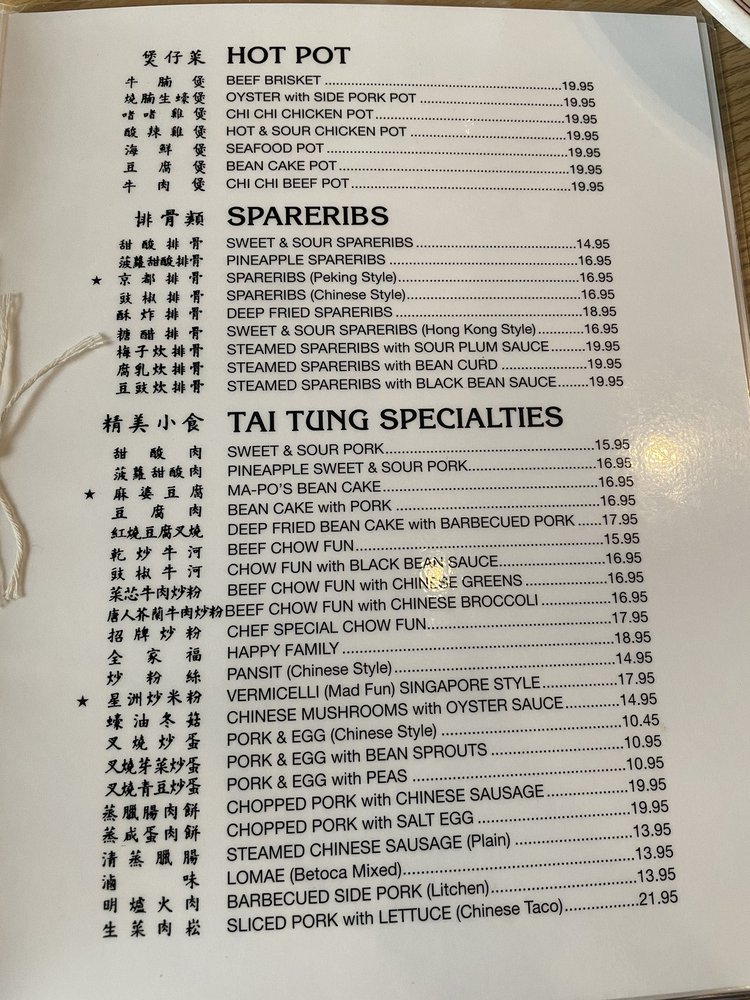 煲仔菜 HOT POT
牛腩煲 BEEF BRISKET 19.95
燒腩生蠔煲 OYSTER with SIDE PORK POT 19.95
啫啫雞煲 CHI CHI CHICKEN POT 19.95
酸辣雞煲 HOT & SOUR CHICKEN POT 19.95
海鮮煲 SEAFOOD POT 19.95
豆腐煲 BEAN CAKE POT 19.95
牛肉煲 CHI CHI BEEF POT 19.95
排骨類 SPARERIBS
甜酸排骨 SWEET & SOUR SPARERIBS 14.95
菠蘿甜酸排骨 PINEAPPLE SPARERIBS 16.95
★ 京都排骨 SPARERIBS (Peking Style) 16.95
豉椒排骨 SPARERIBS (Chinese Style) 16.95
酥炸排骨 DEEP FRIED SPARERIBS 18.95
糖醋排骨 SWEET & SOUR SPARERIBS (Hong Kong Style) 16.95
梅子炆排骨 STEAMED SPARERIBS with SOUR PLUM SAUCE 19.95
腐乳炆排骨 STEAMED SPARERIBS with BEAN CURD 19.95
豆豉炆排骨 STEAMED SPARERIBS with BLACK BEAN SAUCE 19.95
精美小食 TAI TUNG SPECIALTIES
甜酸肉 SWEET & SOUR PORK 15.95
菠蘿甜酸肉 PINEAPPLE SWEET & SOUR PORK 16.95
★ 麻婆豆腐 MA-PO'S BEAN CAKE 16.95
豆腐肉 BEAN CAKE with PORK 16.95
紅燒豆腐叉燒 DEEP FRIED BEAN CAKE with BARBECUED PORK 17.95
乾炒牛河 BEEF CHOW FUN 15.95
豉椒牛河 CHOW FUN with BLACK BEAN SAUCE 16.95
菜芯牛肉炒粉 BEEF CHOW FUN with CHINESE GREENS 16.95
唐人芥蘭牛肉炒粉 BEEF CHOW FUN with CHINESE BROCCOLI 16.95
招牌炒粉 CHEF SPECIAL CHOW FUN 17.95
全家福 HAPPY FAMILY 18.95
炒粉絲 PANSIT (Chinese Style) 14.95
★ 星洲炒米粉 VERMICELLI (Mad Fun) SINGAPORE STYLE 17.95
蠔油冬菇 CHINESE MUSHROOMS with OYSTER SAUCE 14.95
叉燒炒蛋 PORK & EGG (Chinese Style) 10.45
叉燒芽菜炒蛋 PORK & EGG with BEAN SPROUTS 10.95
叉燒青豆炒蛋 PORK & EGG with PEAS 10.95
蒸臘腸肉餅 CHOPPED PORK with CHINESE SAUSAGE 19.95
蒸咸蛋肉餅 CHOPPED PORK with SALT EGG 19.95
清蒸臘腸 STEAMED CHINESE SAUSAGE (Plain) 13.95
滷味 LOMAE (Betoca Mixed) 13.95
明爐火肉 BARBECUED SIDE PORK (Litchen) 13.95
生菜肉崧 SLICED PORK with LETTUCE (Chinese Taco) 21.95